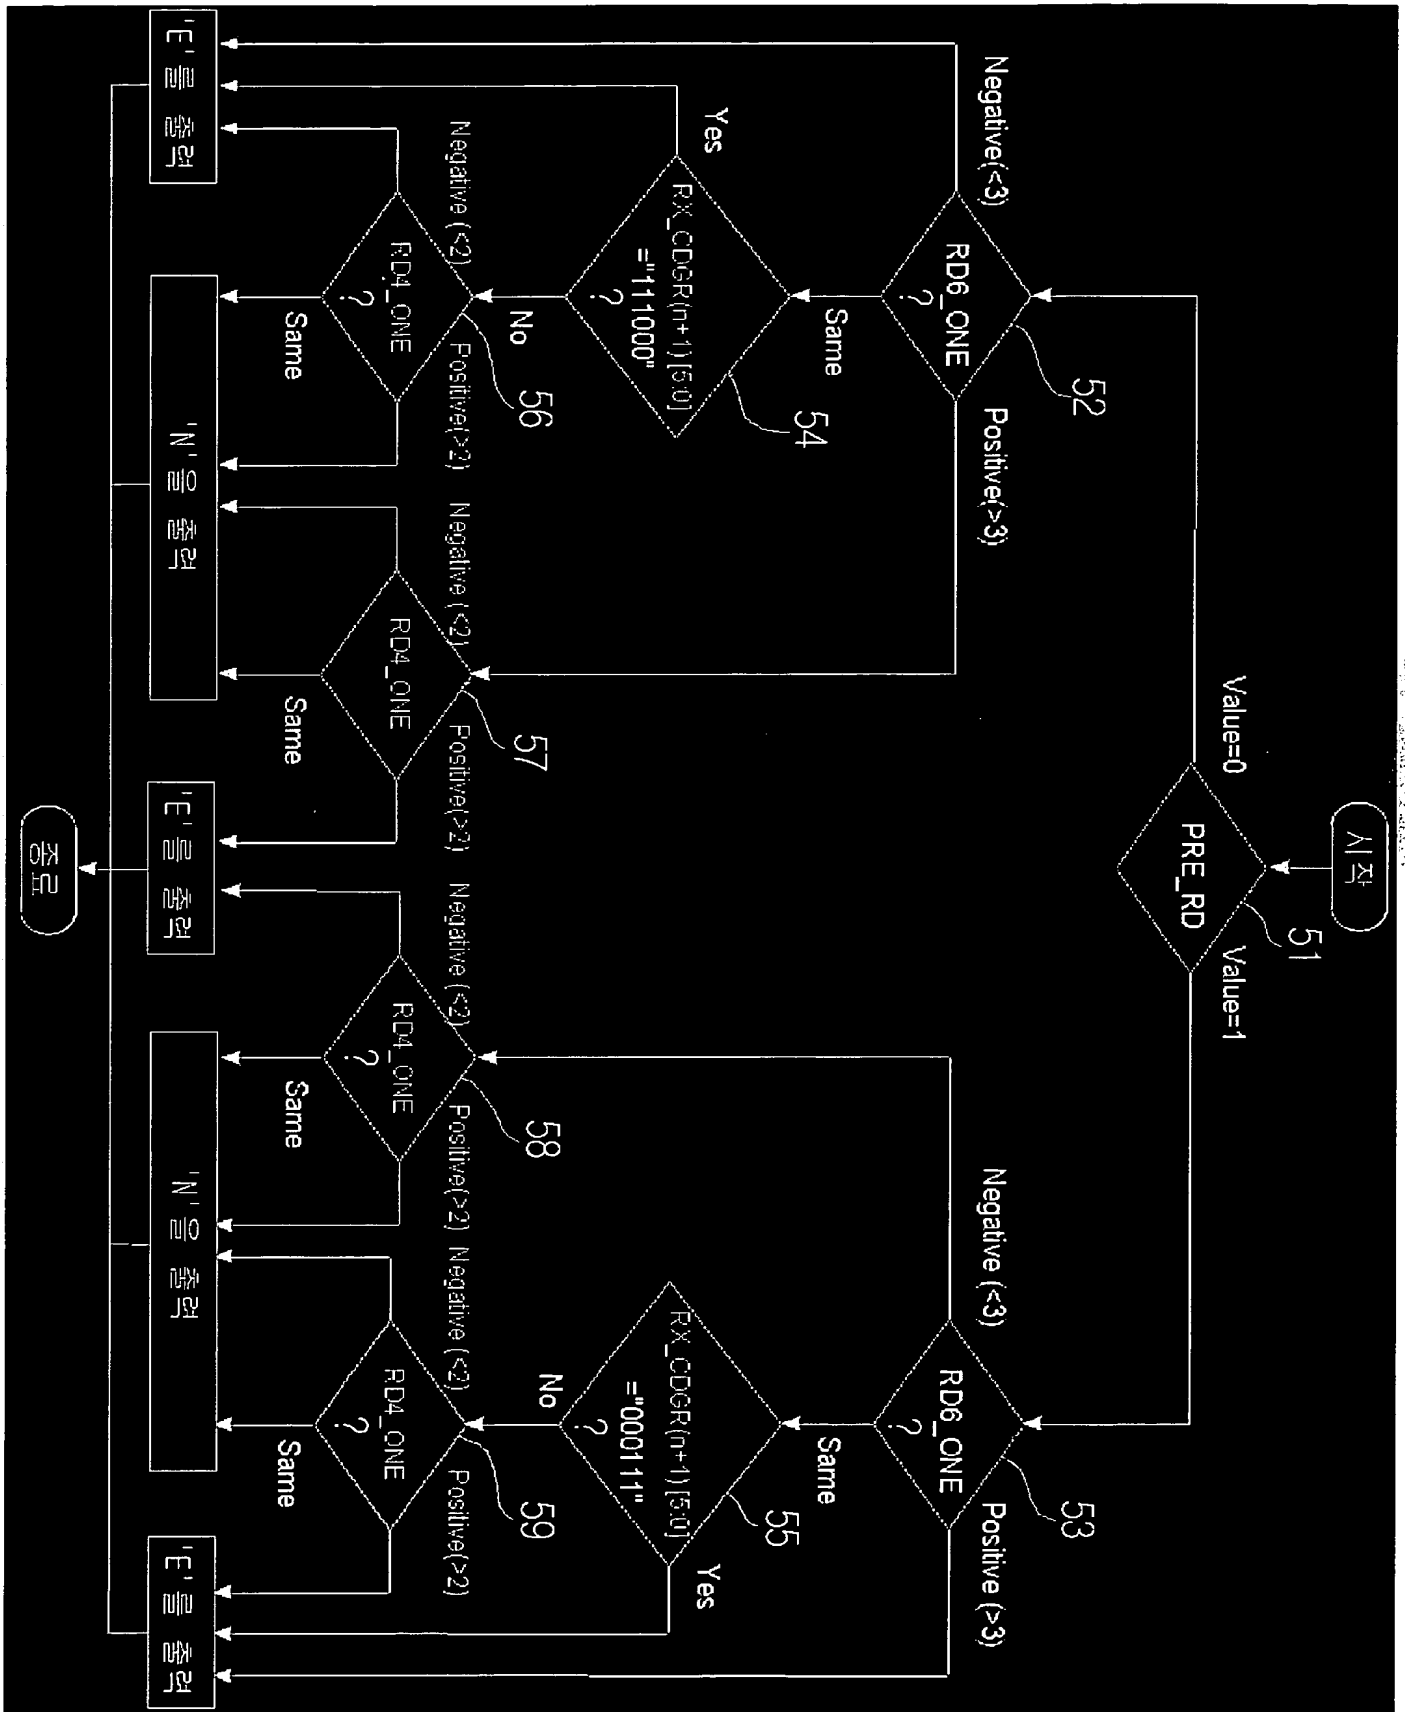 시작
51
PRE_RD
Value=0
Value=1
52
RD6_ONE
?
Negative(<3)
Positive(>3)
Same
53
RD6_ONE
?
Negative (<3)
Positive (>3)
Same
54
RX_CDGR(n+1)[5:0]
="111000"
?
Yes
No
55
RX_CDGR(n+1)[5:0]
="000111"
?
No
Yes
56
RD4_ONE
?
Negative (<2)
Positive(>2)
Same
57
RD4_ONE
Negative (<2)
Positive(>2)
Same
58
RD4_ONE
?
Negative (<2)
Positive(>2)
Same
59
RD4_ONE
?
Negative (<2)
Positive(>2)
Same
'E'를 출력
'N'을 출력
'E'를 출력
'N'을 출력
'E'를 출력
종료